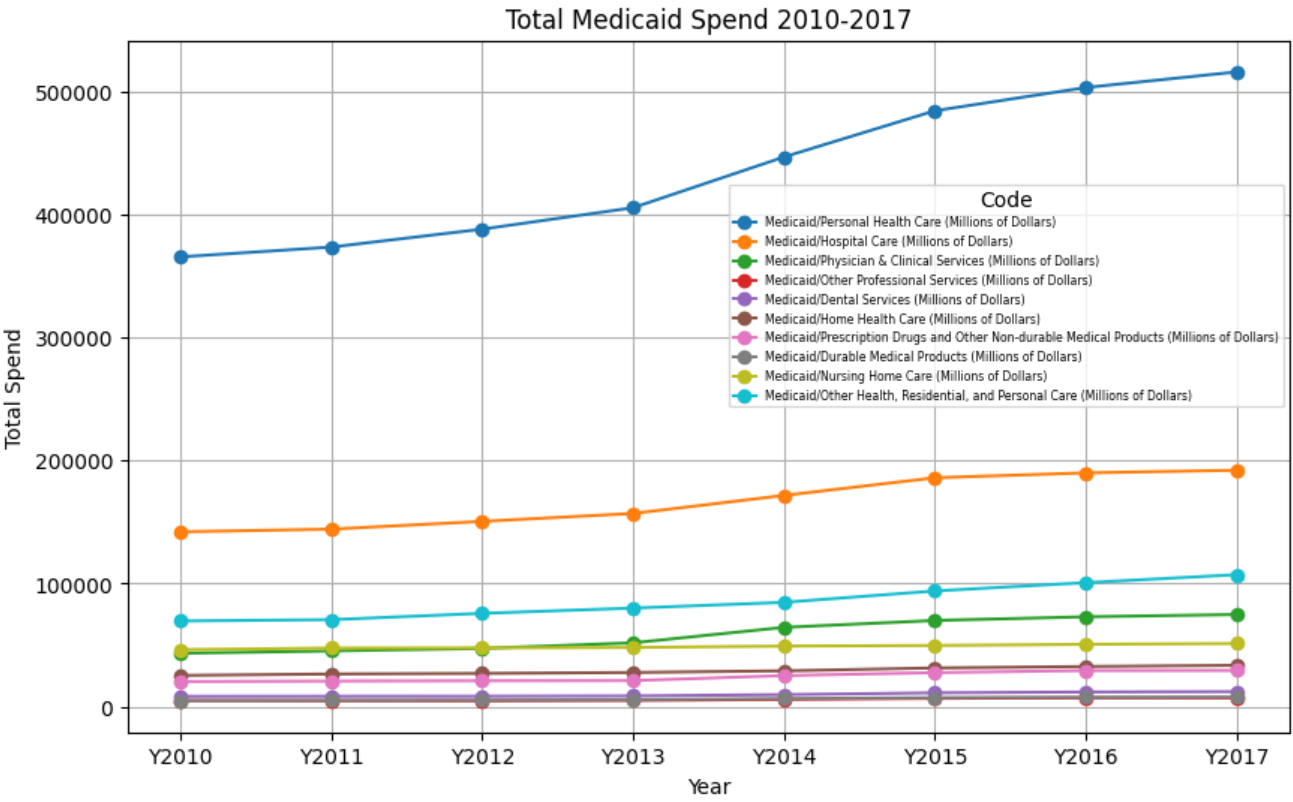 Total Medicaid Spend 2010-2017
500000
400000
300000
200000
100000
0
Total Spend
Code
Medicaid/Personal Health Care (Millions of Dollars)
Medicaid/Hospital Care (Millions of Dollars)
Medicaid/Physician & Clinical Services (Millions of Dollars)
Medicaid/Other Professional Services (Millions of Dollars)
Medicaid/Dental Services (Millions of Dollars)
Medicaid/Home Health Care (Millions of Dollars)
Medicaid/Prescription Drugs and Other Non-durable Medical Products (Millions of Dollars)
Medicaid/Durable Medical Products (Millions of Dollars)
Medicaid/Nursing Home Care (Millions of Dollars)
Medicaid/Other Health, Residential, and Personal Care (Millions of Dollars)
Y2010 Y2011 Y2012 Y2013 Y2014 Y2015 Y2016 Y2017
Year